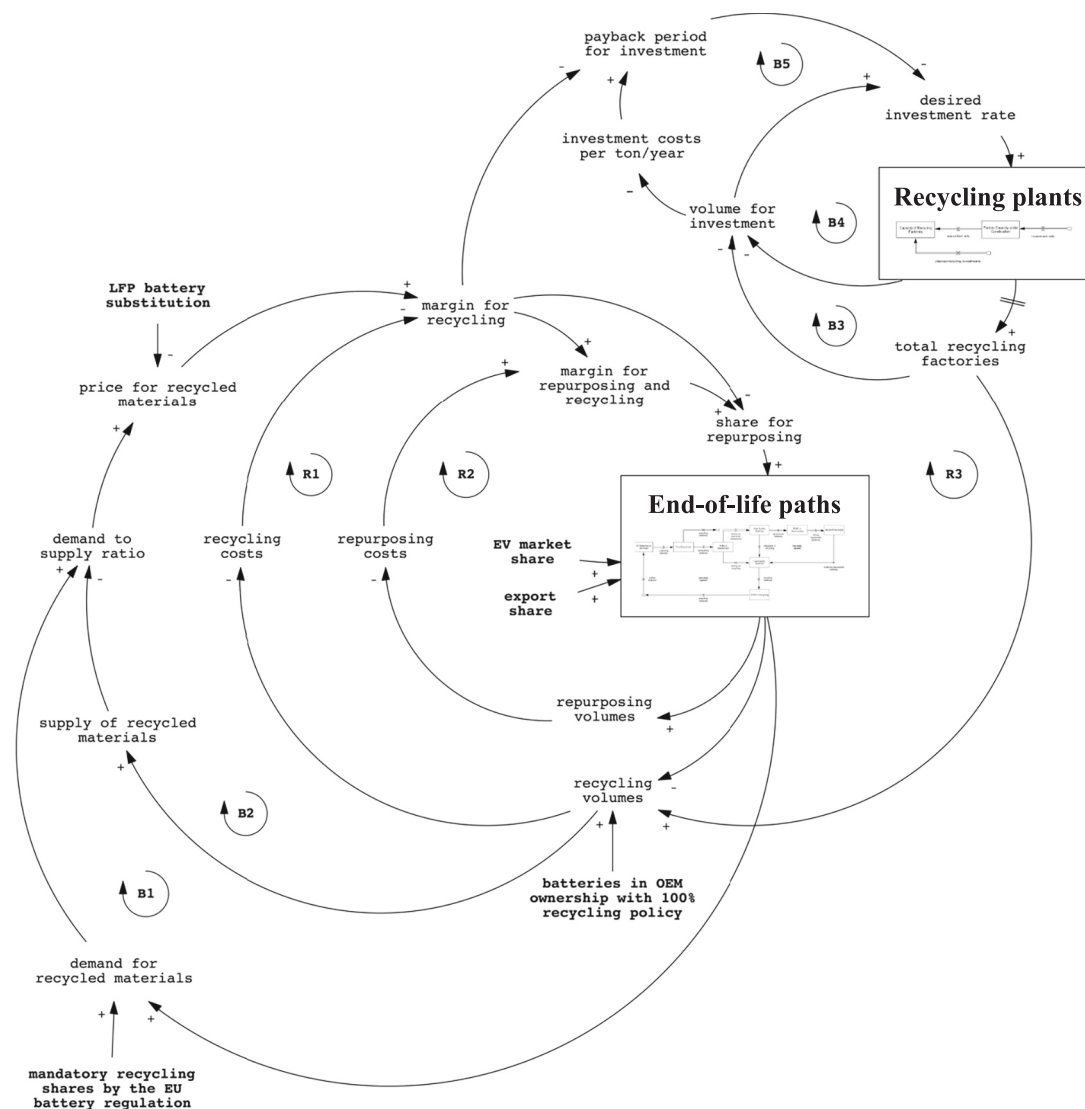 payback period
for investment
B5
-
-
+
+
desired
investment rate
investment costs
per ton/year
+
-
Recycling plants
volume for
investment
B4
-
-
LFP battery
substitution
+
margin for
recycling
-
B3
+
total recycling
factories
-
price for recycled
materials
+
margin for
repurposing and
recycling
-
+
share for
repurposing
+
R1
R2
+
R3
End-of-life paths
demand to
supply ratio
recycling
costs
repurposing
costs
EV market
share
+
+
-
-
-
+
export
share
+
supply of recycled
materials
+
repurposing
volumes
+
recycling
volumes
-
B2
+
+
batteries in OEM
ownership with 100%
recycling policy
B1
demand for
recycled materials
+
+
mandatory recycling
shares by the EU
battery regulation